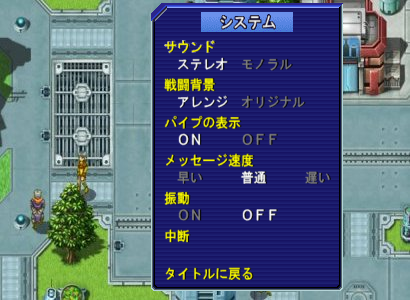 システム
サウンド
ステレオ モノラル
戦闘背景
アレンジ オリジナル
パイプの表示
ON OFF
メッセージ速度
早い 普通 遅い
振動
ON OFF
中断
タイトルに戻る